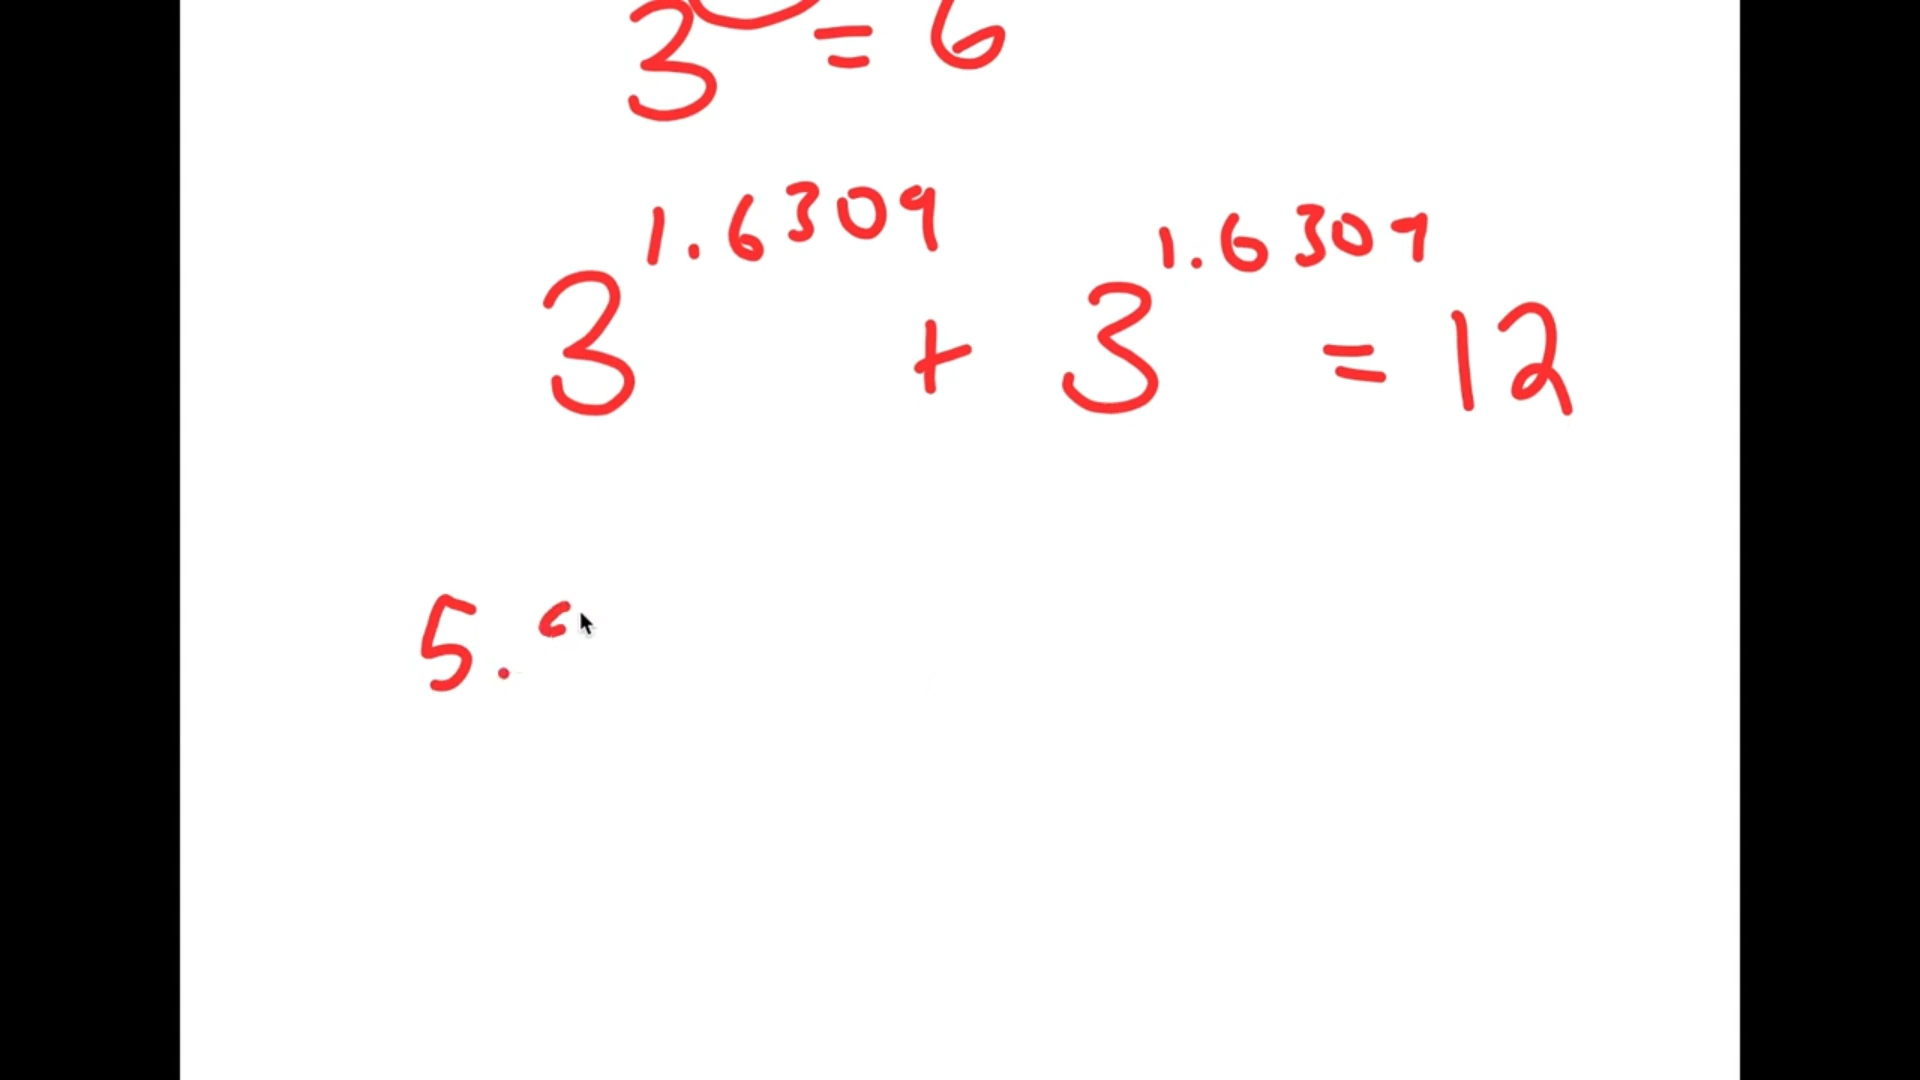 3 = 6
3^1.6309 + 3^1.6309 = 12
5.